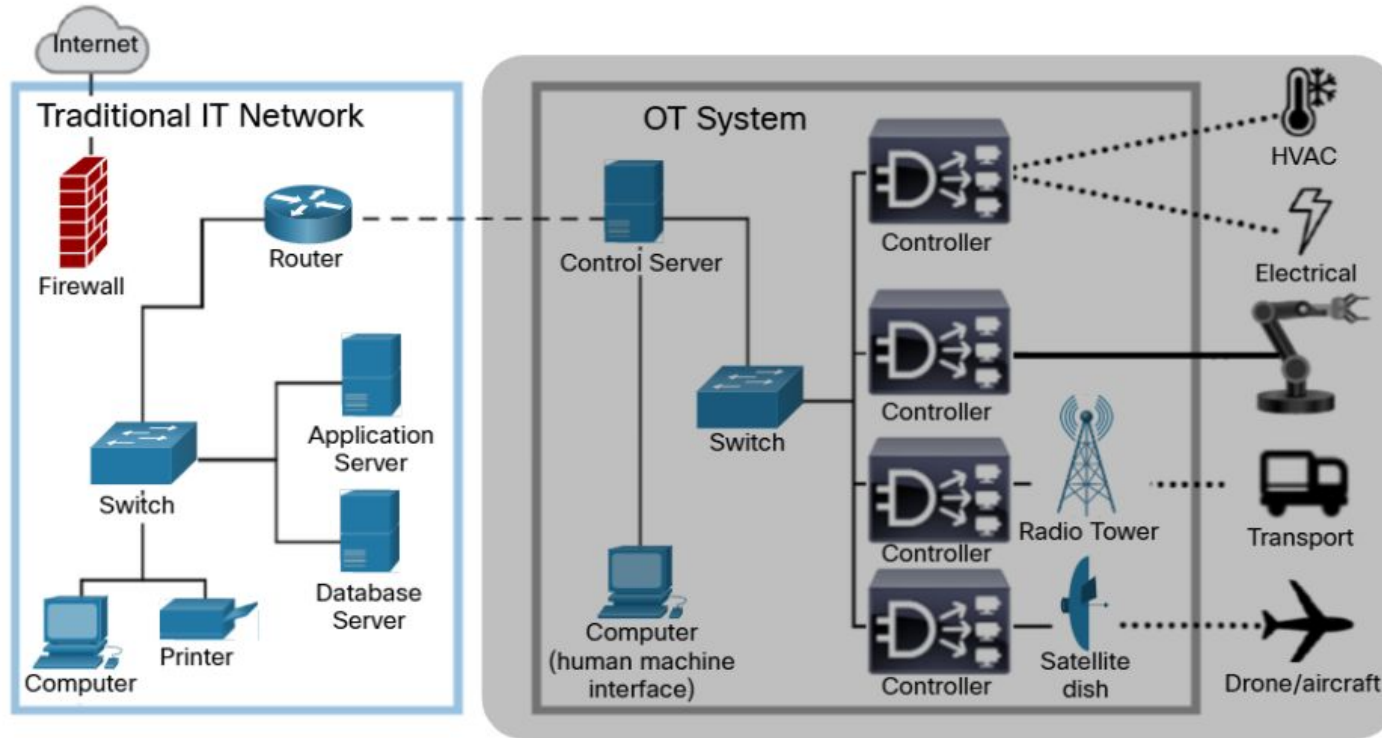 Internet
Traditional IT Network
Firewall
Router
Application
Server
Switch
Database
Server
Computer
Printer
OT System
Control Server
Switch
Computer
(human machine
interface)
Controller
Controller
Controller
Controller
Radio Tower
Satellite
dish
HVAC
Electrical
Transport
Drone/aircraft